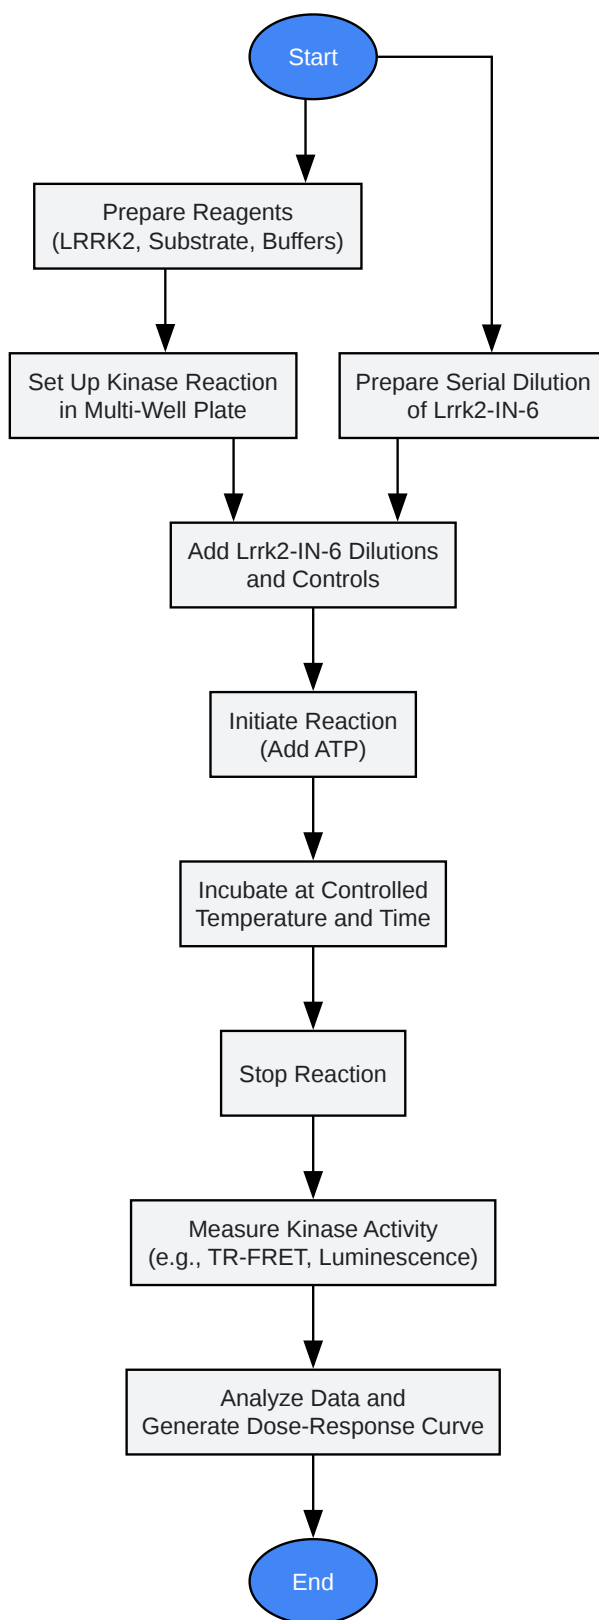 Start
Prepare Reagents
(LRRK2, Substrate, Buffers)
Set Up Kinase Reaction
in Multi-Well Plate
Prepare Serial Dilution
of Lrrk2-IN-6
Add Lrrk2-IN-6 Dilutions
and Controls
Initiate Reaction
(Add ATP)
Incubate at Controlled
Temperature and Time
Stop Reaction
Measure Kinase Activity
(e.g., TR-FRET, Luminescence)
Analyze Data and
Generate Dose-Response Curve
End